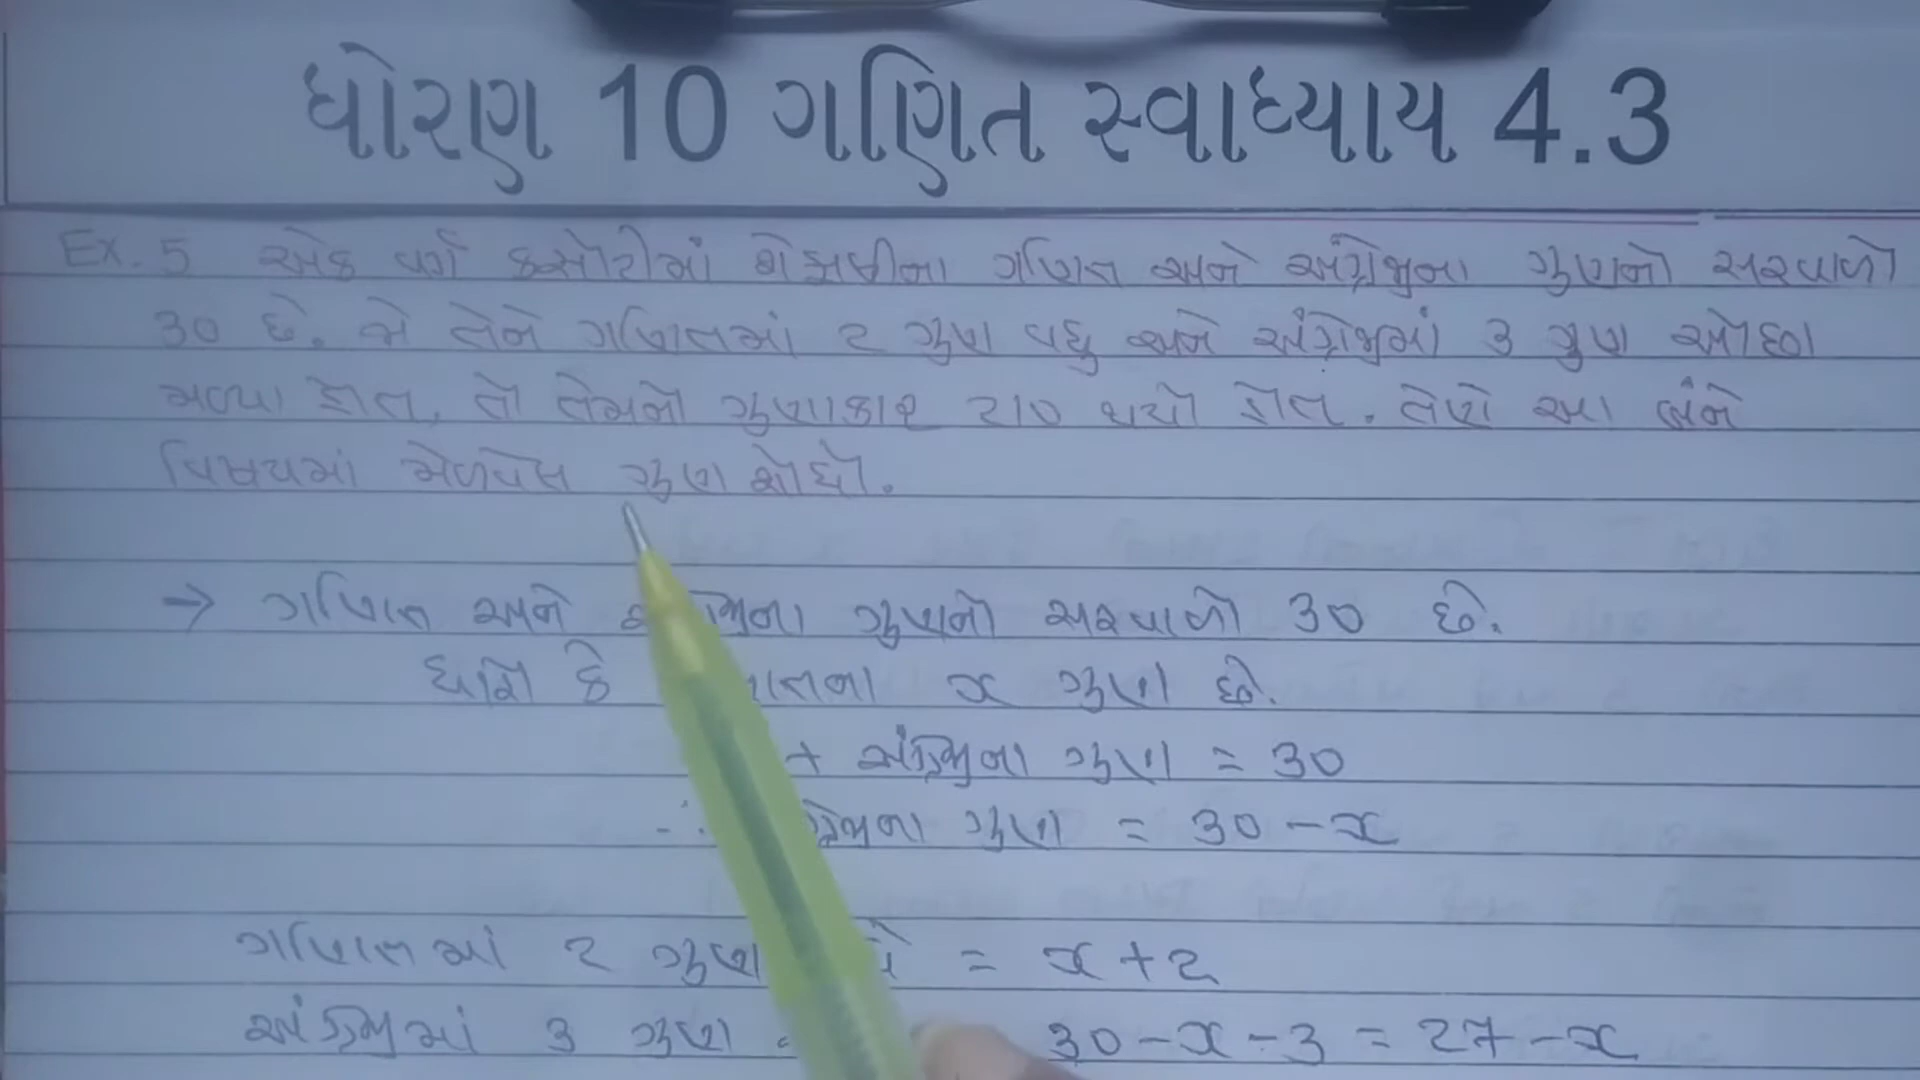 ધોરણ 10 ગણિત સ્વાધ્યાય 4.3
Ex. 5 એક વર્ગ કસોટીમાં શેફાલીના ગણિત અને અંગ્રેજીના ગુણનો સરવાળો
30 છે. જો તેને ગણિતમાં 2 ગુણ વધુ અને અંગ્રેજીમાં 3 ગુણ ઓછા
મળ્યા હોત, તો તેમનો ગુણાકાર 210 થયો હોત. તેણે આ બંને
વિષયમાં મેળવેલ ગુણ શોધો.
→ ગણિત અને ગુણનો સરવાળો 30 છે.
ધારો કે x ગુણ છે.
+ અંગ્રેજીના ગુણ = 30
ગુણ = 30 - x
ગણિતમાં 2 ગુણ = x + 2
અંગ્રેજીમાં 3 ગુણ 30 - x - 3 = 27 - x